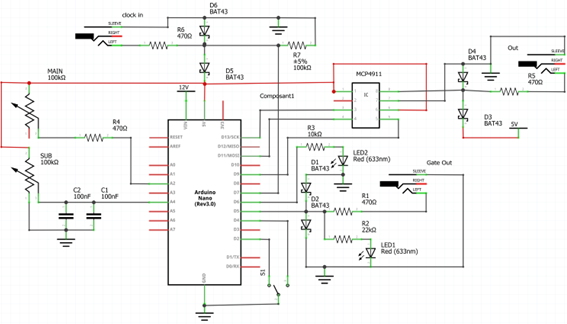 clock in
D6
BAT43
SLEEVE
RIGHT
LEFT
R6
470Ω
R7
±5%
100kΩ
D5
BAT43
MAIN
100kΩ
12V
Composant1
MCP4911
D4
BAT43
Out
SLEEVE
RIGHT
LEFT
R5
470Ω
D3
BAT43
5V
R4
470Ω
SUB
100kΩ
C2
100nF
C1
100nF
RESET
AREF
A0
A1
A2
A3
A4
A5
A6
A7
Arduino
Nano
(Rev3.0)
D13/SCK
D12/MISO
D11/MOSI
D10
D9
D8
D7
D6
D5
D4
D3
D2
D1/TX
D0/RX
GND
R3
10kΩ
LED2
Red (633nm)
D1
BAT43
D2
BAT43
R1
470Ω
R2
22kΩ
LED1
Red (633nm)
Gate Out
SLEEVE
RIGHT
LEFT
S1